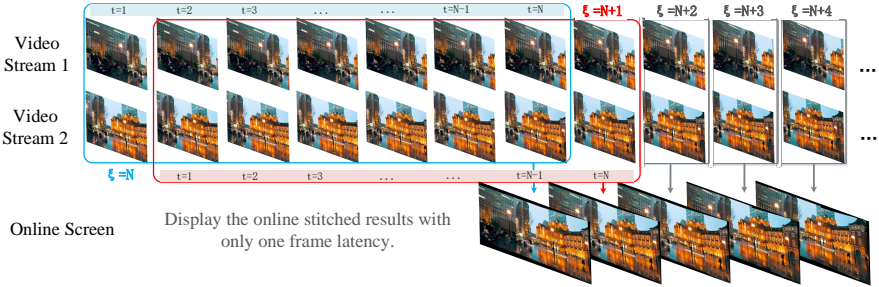 t=1 t=2 t=3 ... ... t=N-1 t=N ξ=N+1 ξ=N+2 ξ=N+3 ξ=N+4
Video
Stream 1
...
Video
Stream 2
...
ξ=N
t=1 t=2 t=3 ... ... t=N-1 t=N
Online Screen
Display the online stitched results with
only one frame latency.